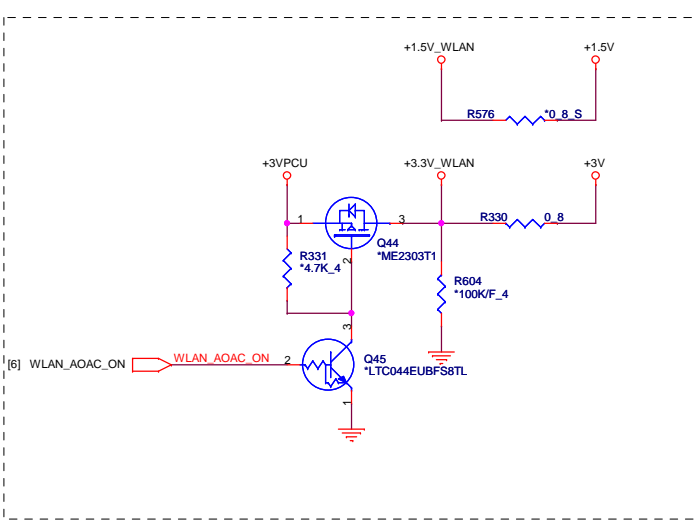 +1.5V_WLAN
+1.5V
R576
*0_8_S
+3VPCU
+3.3V_WLAN
+3V
1
3
R330
0_8
Q44
*ME2303T1
R331
*4.7K_4
2
R604
*100K/F_4
3
[6] WLAN_AOAC_ON
WLAN_AOAC_ON
2
Q45
*LTC044EUBFS8TL
1